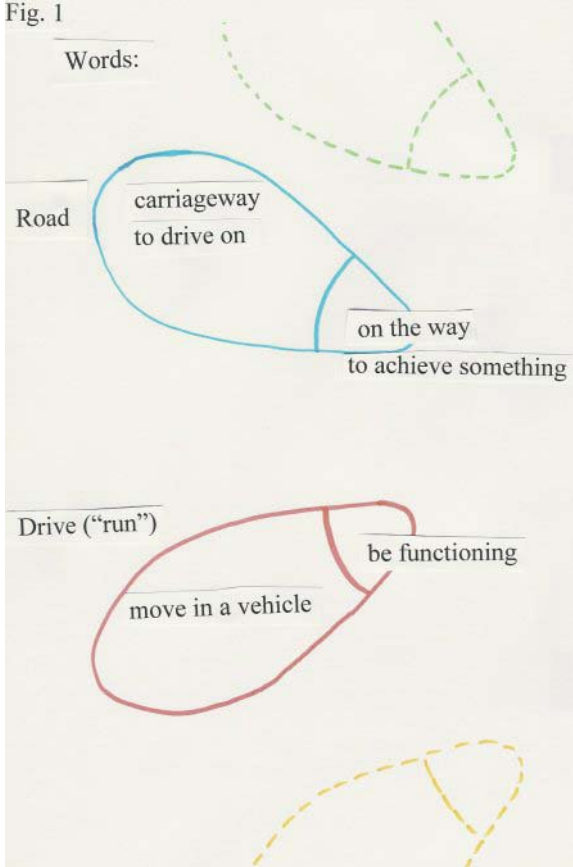 Fig. 1
Words:
Road
carriageway
to drive on
on the way
to achieve something
Drive (“run”)
be functioning
move in a vehicle